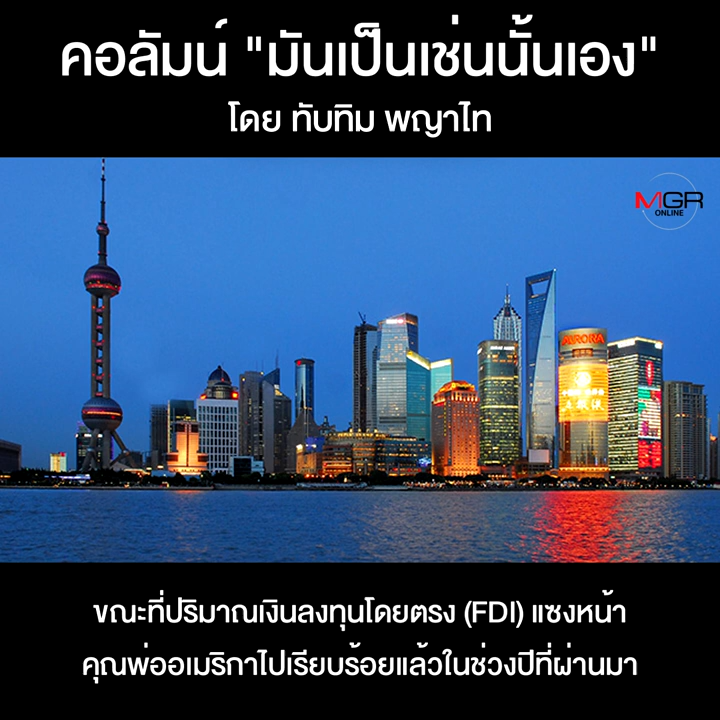 คอลัมน์ "มันเป็นเช่นนั้นเอง"
โดย ทับทิม พญาไท
MGR
ONLINE
AURORA
ขณะที่ปริมาณเงินลงทุนโดยตรง (FDI) แซงหน้า
คุณพ่ออเมริกาไปเรียบร้อยแล้วในช่วงปีที่ผ่านมา